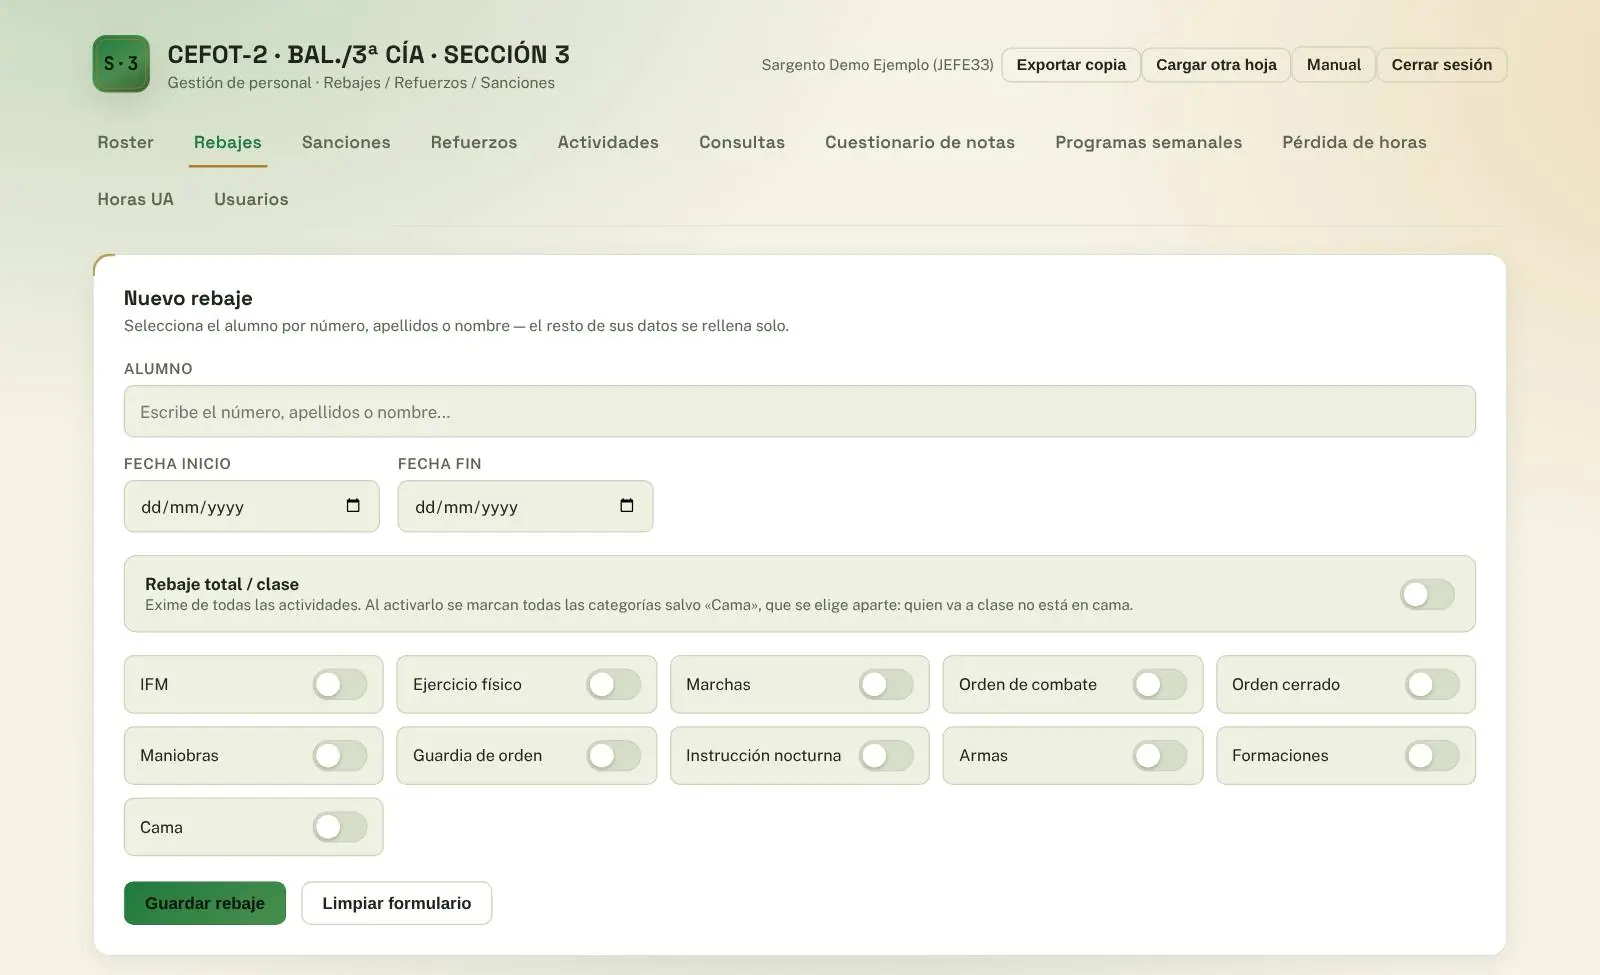 S·3
CEFOT-2 · BAL./3ª CÍA · SECCIÓN 3
Gestión de personal · Rebajes / Refuerzos / Sanciones
Sargento Demo Ejemplo (JEFE33)
Exportar copia
Cargar otra hoja
Manual
Cerrar sesión
Roster
Rebajes
Sanciones
Refuerzos
Actividades
Consultas
Cuestionario de notas
Programas semanales
Pérdida de horas
Horas UA
Usuarios
Nuevo rebaje
Selecciona el alumno por número, apellidos o nombre — el resto de sus datos se rellena solo.
ALUMNO
Escribe el número, apellidos o nombre...
FECHA INICIO
FECHA FIN
dd/mm/yyyy
dd/mm/yyyy
Rebaje total / clase
Exime de todas las actividades. Al activarlo se marcan todas las categorías salvo «Cama», que se elige aparte: quien va a clase no está en cama.
IFM
Ejercicio físico
Marchas
Orden de combate
Orden cerrado
Maniobras
Guardia de orden
Instrucción nocturna
Armas
Formaciones
Cama
Guardar rebaje
Limpiar formulario